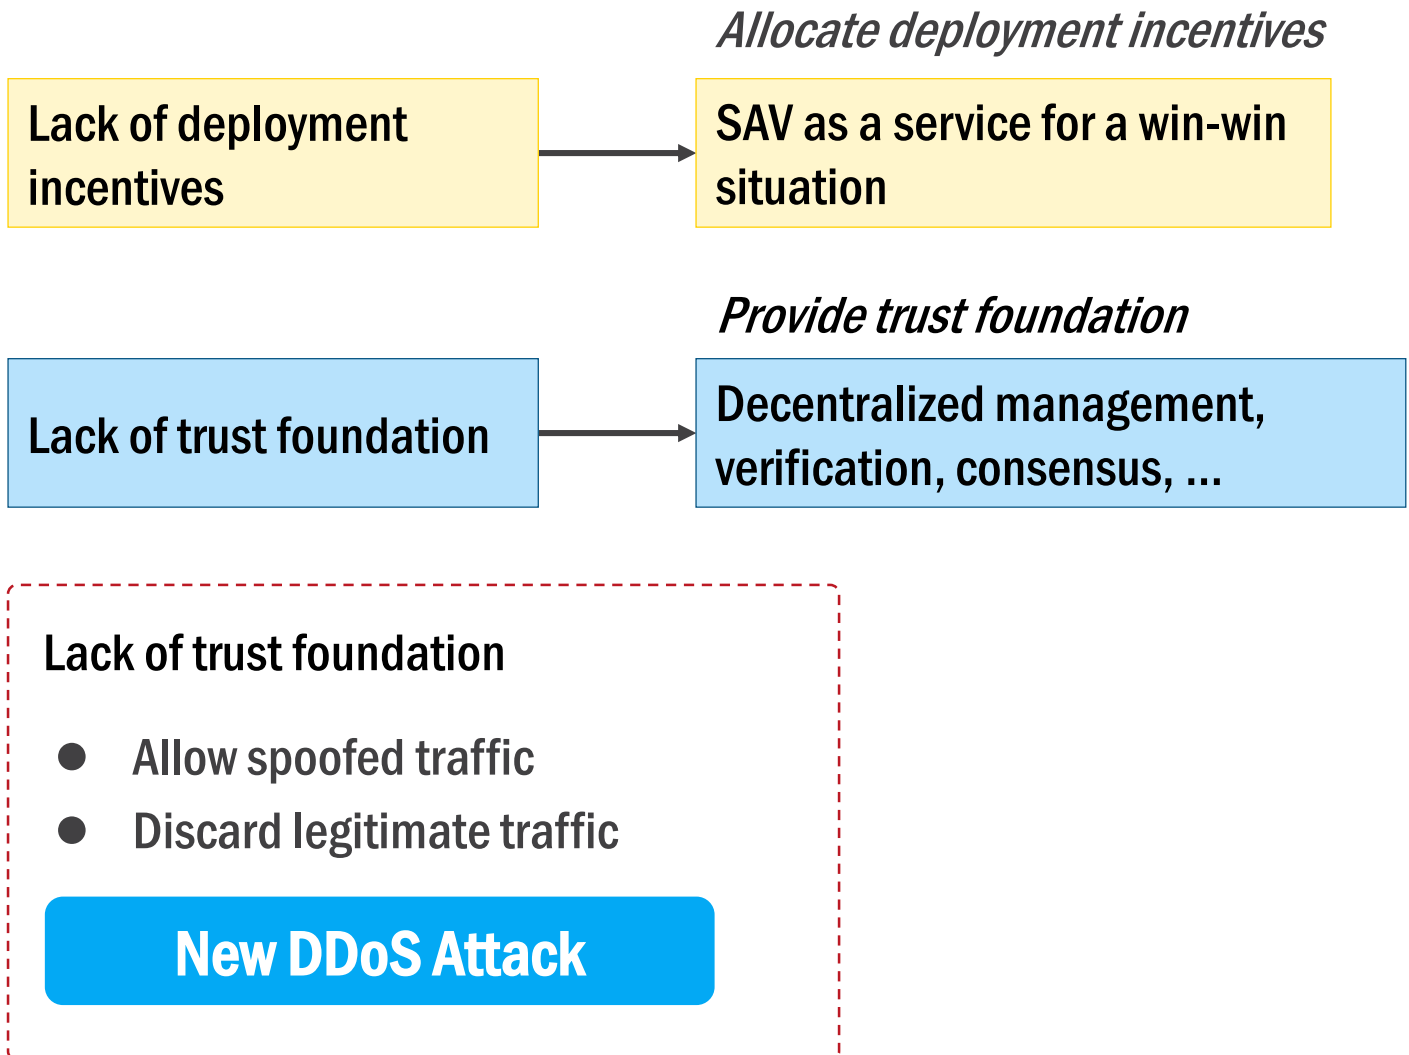 Allocate deployment incentives
Lack of deployment
incentives
SAV as a service for a win-win
situation
Provide trust foundation
Lack of trust foundation
Decentralized management,
verification, consensus, ...
Lack of trust foundation
● Allow spoofed traffic
● Discard legitimate traffic
New DDoS Attack